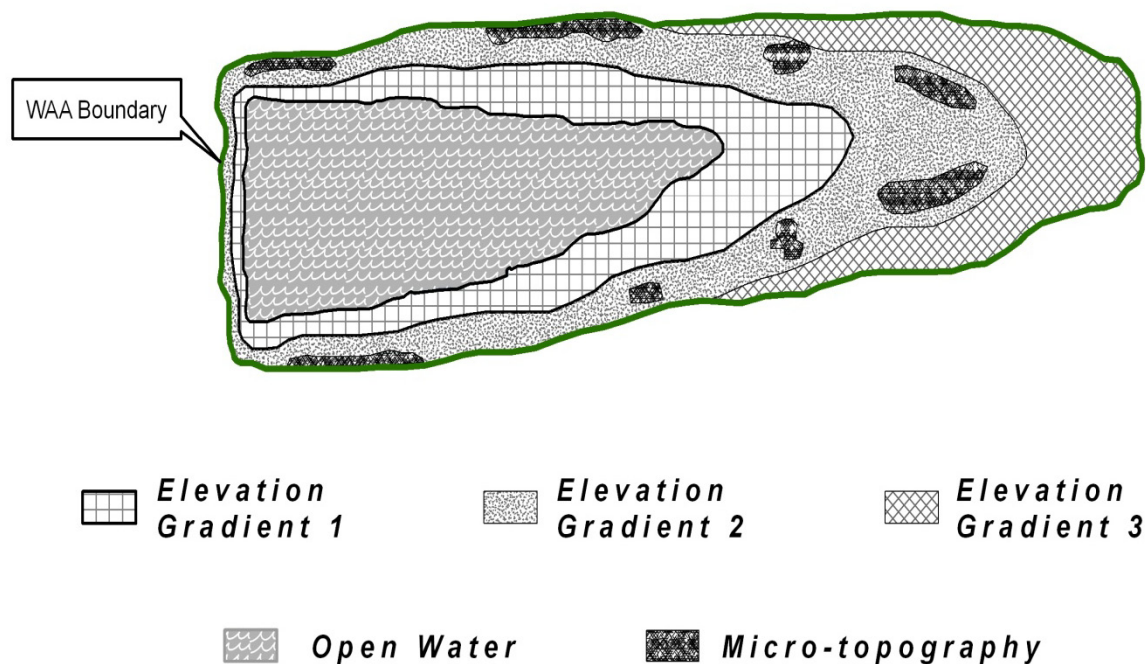 WAA Boundary
Elevation
Gradient 1
Elevation
Gradient 2
Elevation
Gradient 3
Open Water
Micro-topography